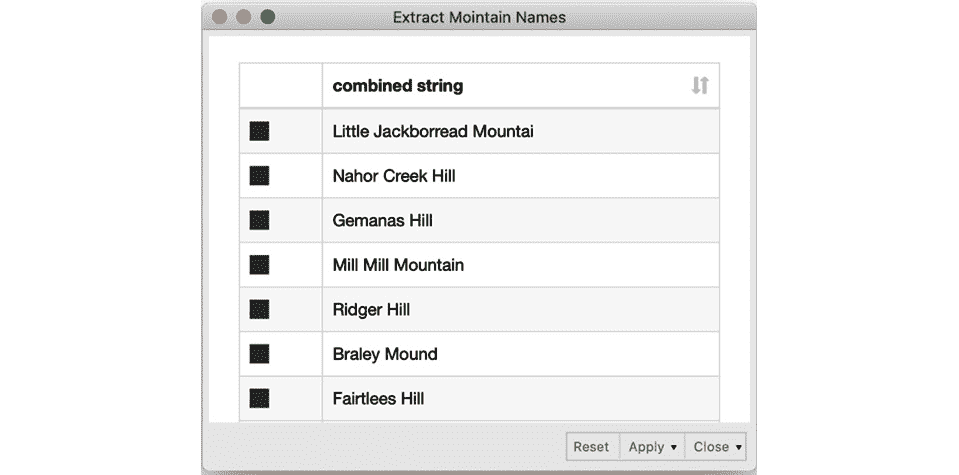 Extract Mointain Names
combined string
Little Jackborread Mountai
Nahor Creek Hill
Gemanas Hill
Mill Mill Mountain
Ridger Hill
Braley Mound
Fairtlees Hill
Reset Apply Close